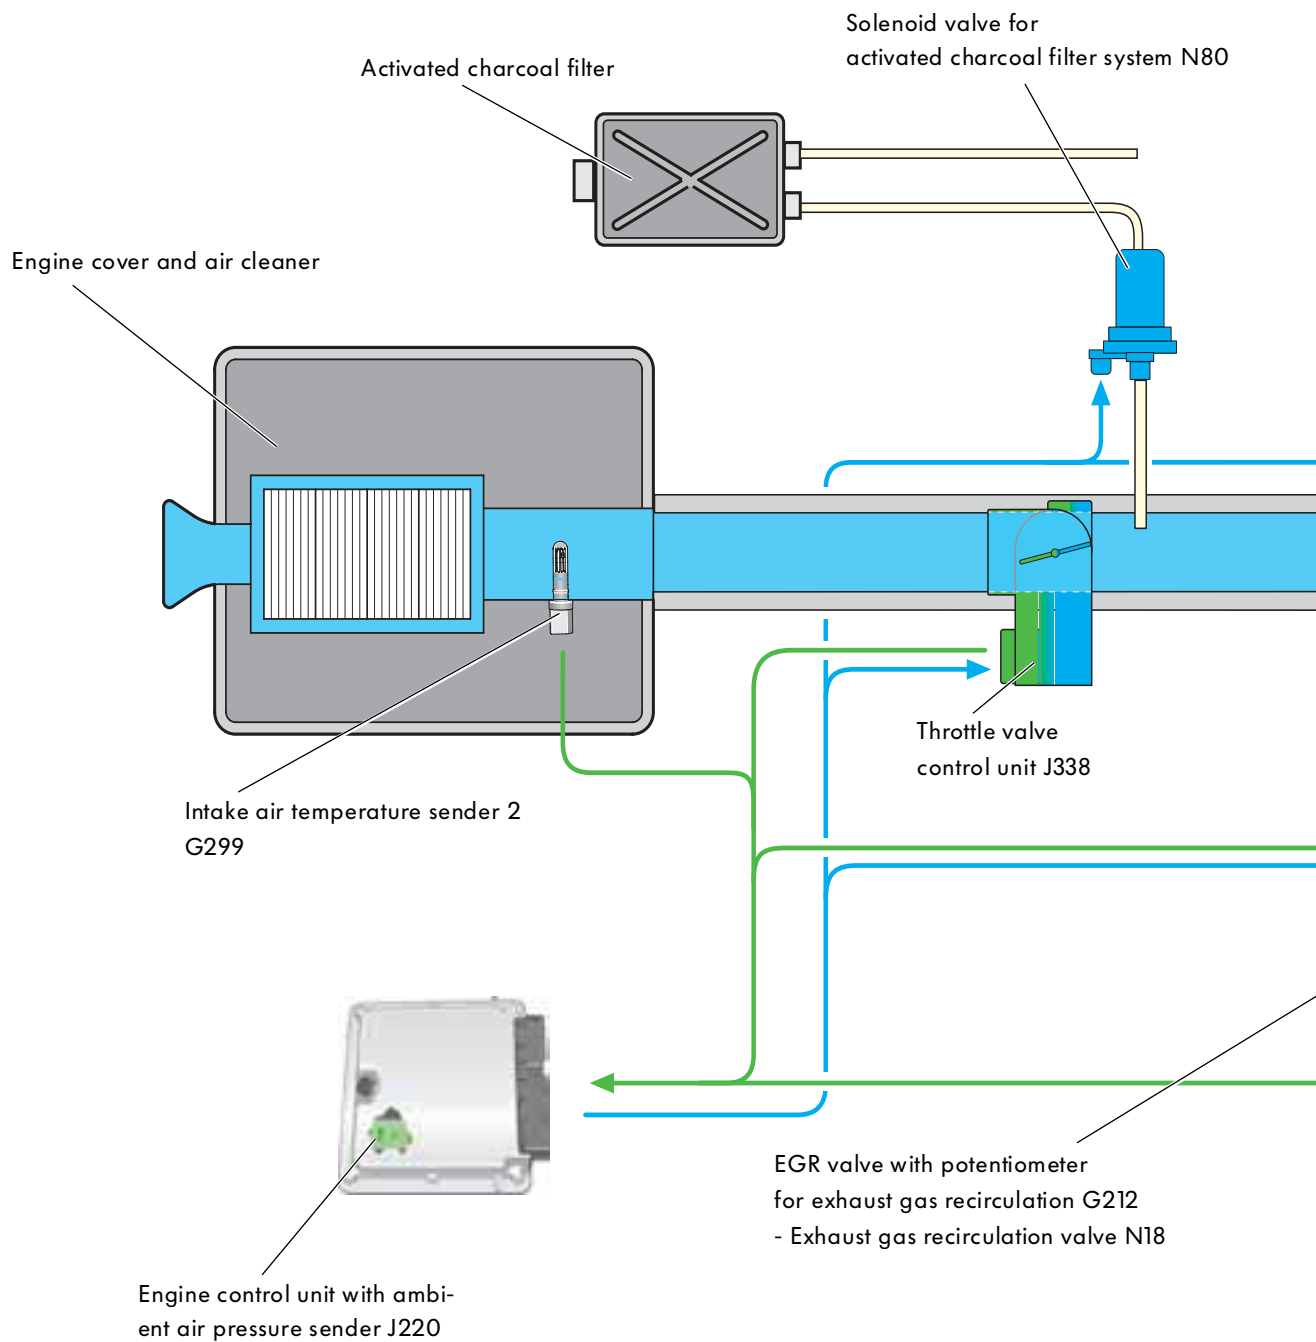 Solenoid valve for
activated charcoal filter system N80
Activated charcoal filter
Engine cover and air cleaner
Throttle valve
control unit J338
Intake air temperature sender 2
G299
EGR valve with potentiometer
for exhaust gas recirculation G212
- Exhaust gas recirculation valve N18
Engine control unit with ambi-
ent air pressure sender J220